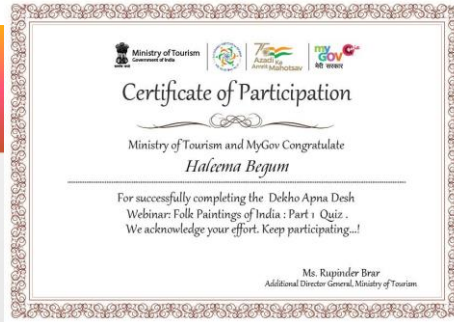 Ministry of Tourism
Government of India
75
Azadi Ka
Amrit Mahotsav
my
GOV
मेरी सरकार
Certificate of Participation
Ministry of Tourism and MyGov Congratulate
Haleema Begum
For successfully completing the Dekho Apna Desh
Webinar: Folk Paintings of India : Part 1 Quiz .
We acknowledge your effort. Keep participating...!
Ms. Rupinder Brar
Additional Director General, Ministry of Tourism